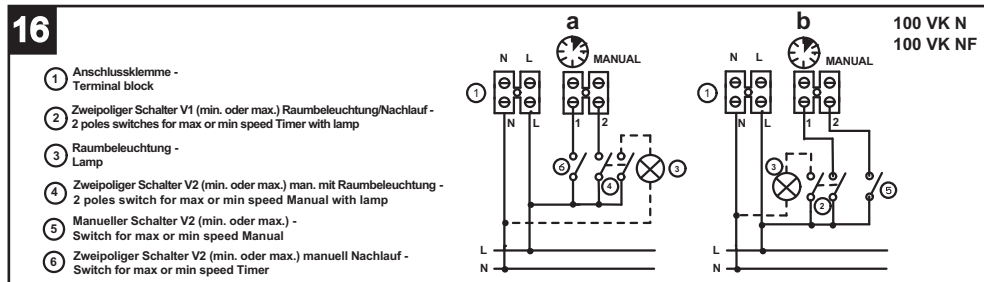 16
1 Anschlussklemme -
Terminal block
2 Zweipoliger Schalter V1 (min. oder max.) Raumbeleuchtung/Nachlauf -
2 poles switches for max or min speed Timer with lamp
3 Raumbeleuchtung -
Lamp
4 Zweipoliger Schalter V2 (min. oder max.) man. mit Raumbeleuchtung -
2 poles switch for max or min speed Manual with lamp
5 Manueller Schalter V2 (min. oder max.) -
Switch for max or min speed Manual
6 Zweipoliger Schalter V2 (min. oder max.) manuell Nachlauf -
Switch for max or min speed Timer
a
N L MANUAL
1
N L 1 2
6 4 3
L
N
b
N L MANUAL
1
N L 1 2
3 2 5
L
N
100 VK N
100 VK NF